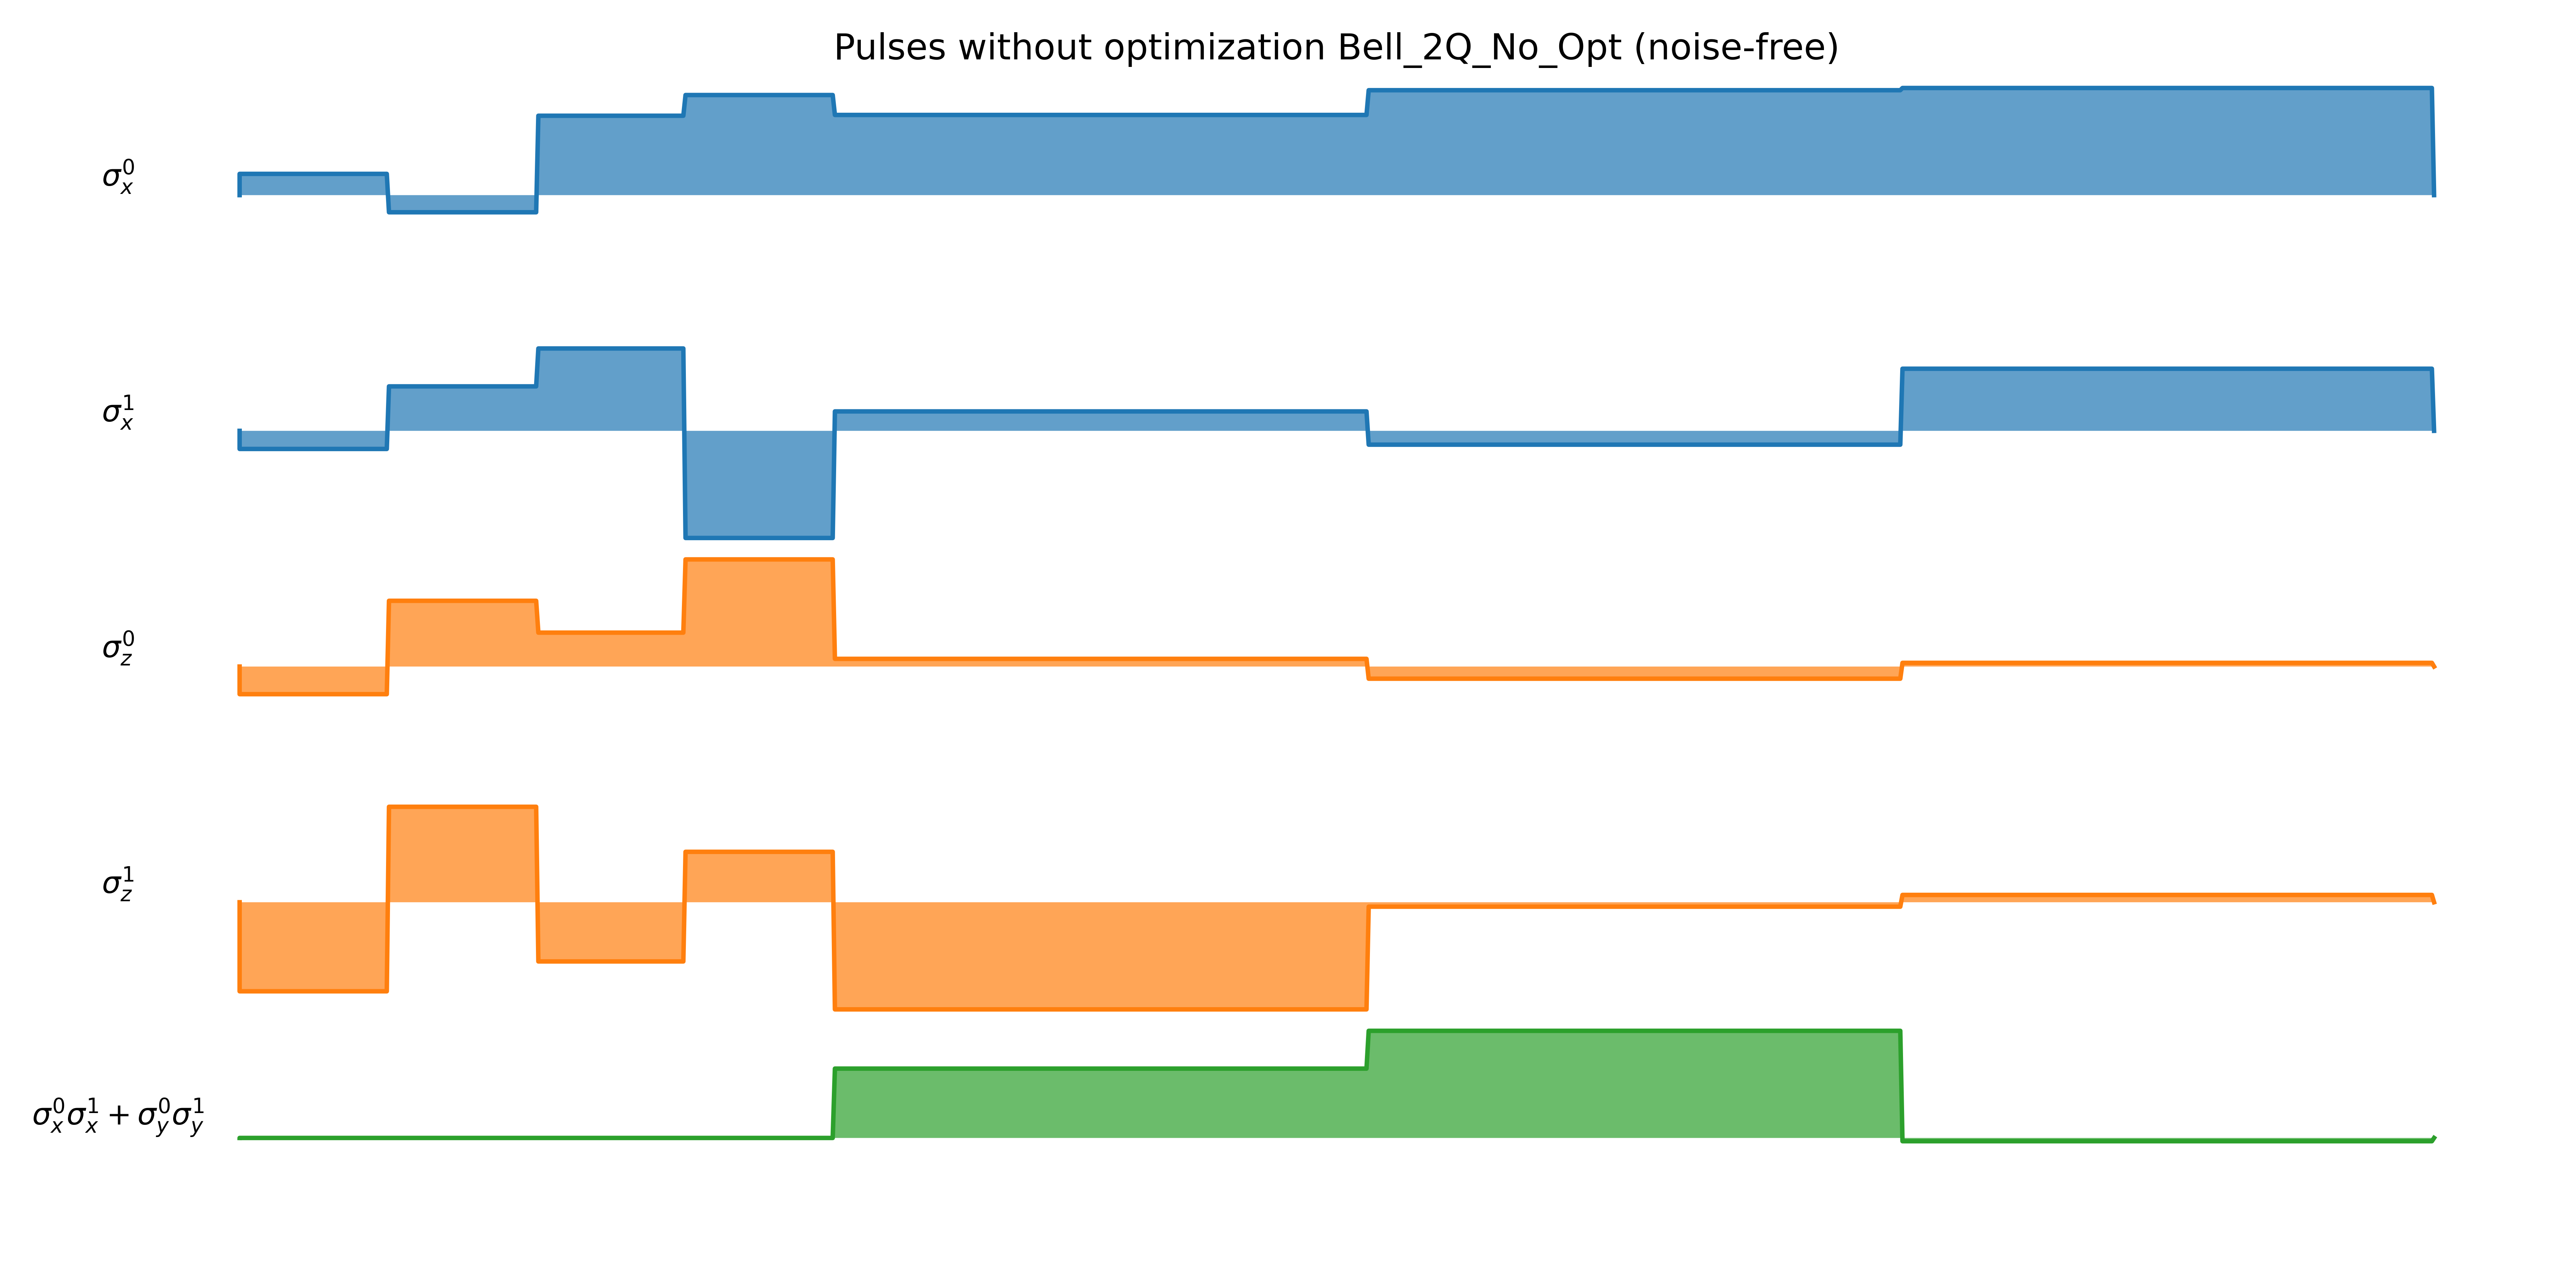 Pulses without optimization Bell_2Q_No_Opt (noise-free)
σ_x^0
σ_x^1
σ_z^0
σ_z^1
σ_x^0σ_x^1 + σ_y^0σ_y^1